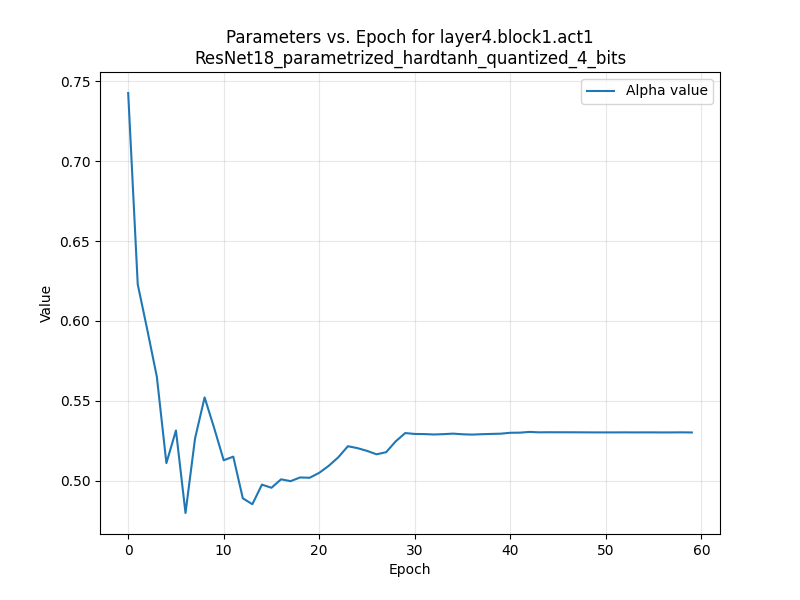 Parameters vs. Epoch for layer4.block1.act1
ResNet18_parametrized_hardtanh_quantized_4_bits
Alpha value
0.75
0.70
0.65
0.60
0.55
0.50
Value
0 10 20 30 40 50 60
Epoch